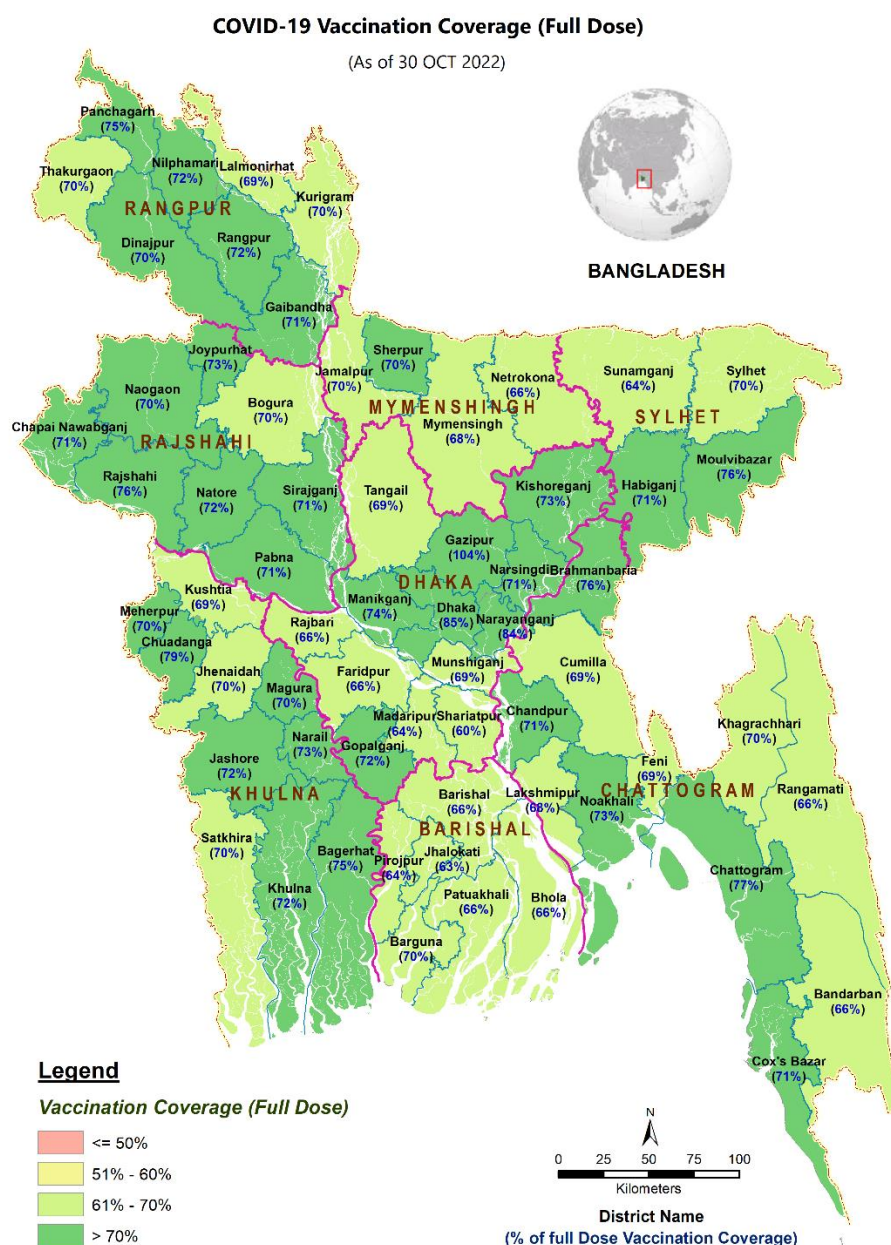 COVID-19 Vaccination Coverage (Full Dose)
(As of 30 OCT 2022)
BANGLADESH
Panchagarh
(75%)
Thakurgaon
(70%)
Nilphamari
(72%)
Lalmonirhat
(69%)
Kurigram
(70%)
RANGPUR
Dinajpur
(70%)
Rangpur
(72%)
Gaibandha
(71%)
Joypurhat
(73%)
Naogaon
(70%)
Bogura
(70%)
Chapai Nawabganj
(71%)
RAJSHAHI
Rajshahi
(76%)
Natore
(72%)
Sirajganj
(71%)
Pabna
(71%)
Jamalpur
(70%)
Sherpur
(70%)
Netrokona
(66%)
MYMENSHINGH
Mymensingh
(68%)
Sunamganj
(64%)
Sylhet
(70%)
SYLHET
Habiganj
(71%)
Moulvibazar
(76%)
Tangail
(69%)
Kishoreganj
(73%)
Gazipur
(104%)
Narsingdi
(71%)
Brahmanbaria
(76%)
DHAKA
Manikganj
(74%)
Dhaka
(85%)
Narayanganj
(84%)
Rajbari
(66%)
Faridpur
(66%)
Munshiganj
(69%)
Madaripur
(64%)
Shariatpur
(60%)
Gopalganj
(72%)
Kushtia
(69%)
Meherpur
(70%)
Chuadanga
(79%)
Jhenaidah
(70%)
Magura
(70%)
Narail
(73%)
Jashore
(72%)
KHULNA
Satkhira
(70%)
Khulna
(72%)
Bagerhat
(75%)
Barishal
(66%)
BARISHAL
Pirojpur
(64%)
Jhalokati
(63%)
Patuakhali
(66%)
Bhola
(66%)
Barguna
(70%)
Cumilla
(69%)
Chandpur
(71%)
Lakshmipur
(68%)
Noakhali
(73%)
Feni
(69%)
CHATTOGRAM
Khagrachhari
(70%)
Rangamati
(66%)
Chattogram
(77%)
Bandarban
(66%)
Cox's Bazar
(71%)
Legend
Vaccination Coverage (Full Dose)
<= 50%
51% - 60%
61% - 70%
> 70%
N
0 25 50 75 100
Kilometers
District Name
(% of full Dose Vaccination Coverage)